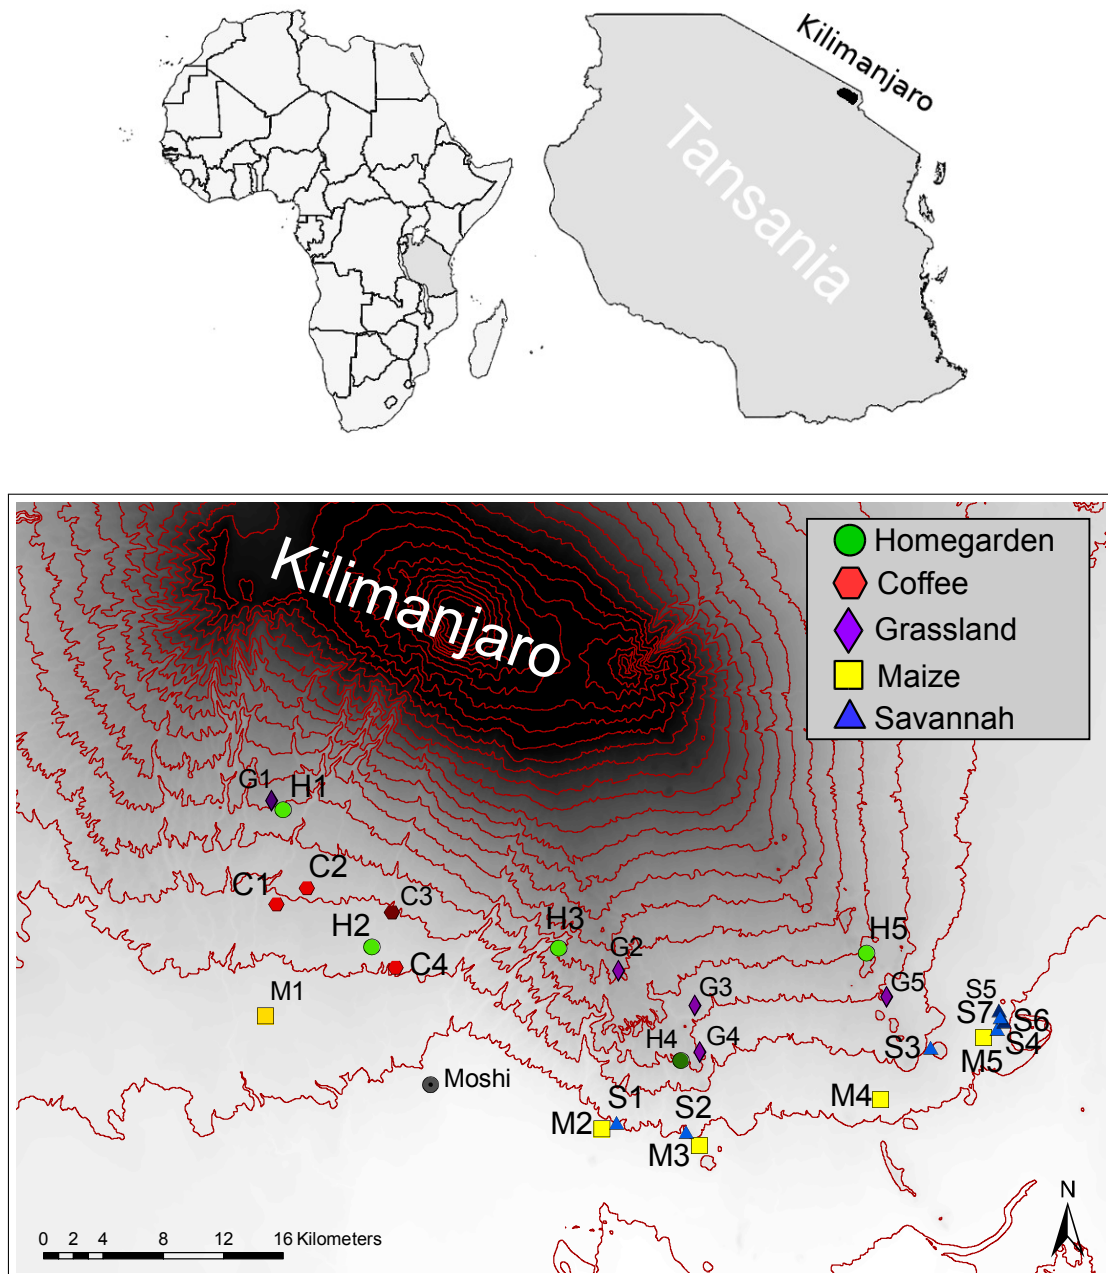 Kilimanjaro
Tansania
Kilimanjaro
Homegarden
Coffee
Grassland
Maize
Savannah
G1
H1
C2
C1
C3
H2
H3
H5
G2
C4
G3
G5
M1
S5
S7
S6
H4
G4
S3
S4
M5
Moshi
S1
S2
M4
M2
M3
N
0 2 4 8 12 16 Kilometers